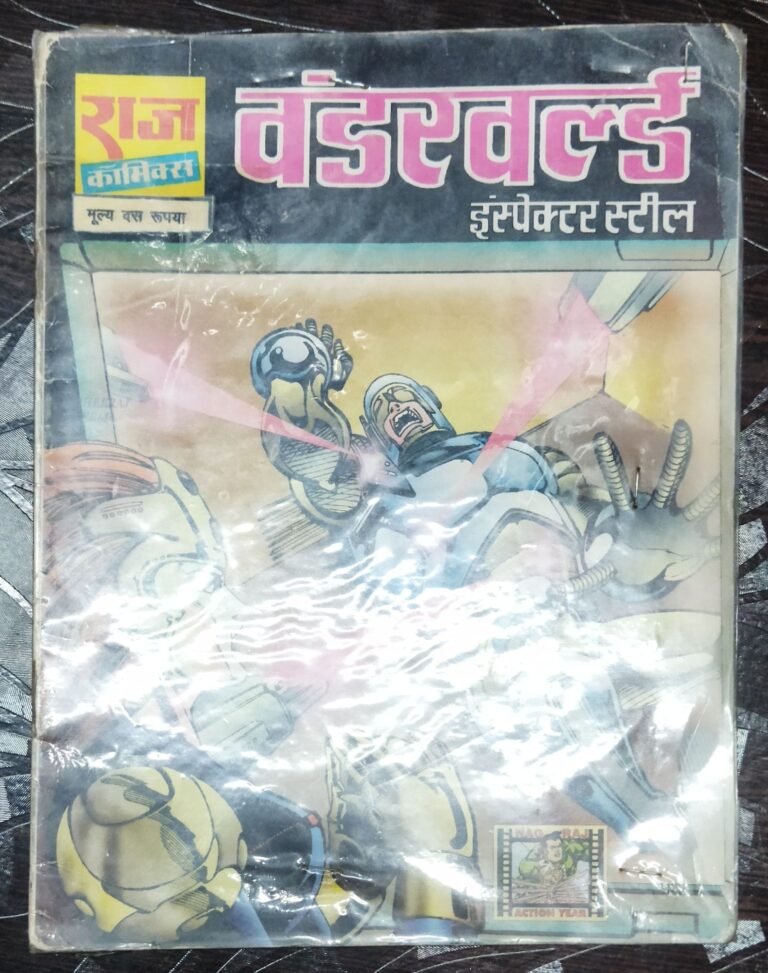 राज
कॉमिक्स
मूल्य दस रूपया
वंडरवर्ल्ड
इंस्पेक्टर स्टील
NAG RAJ
ACTION YEAR